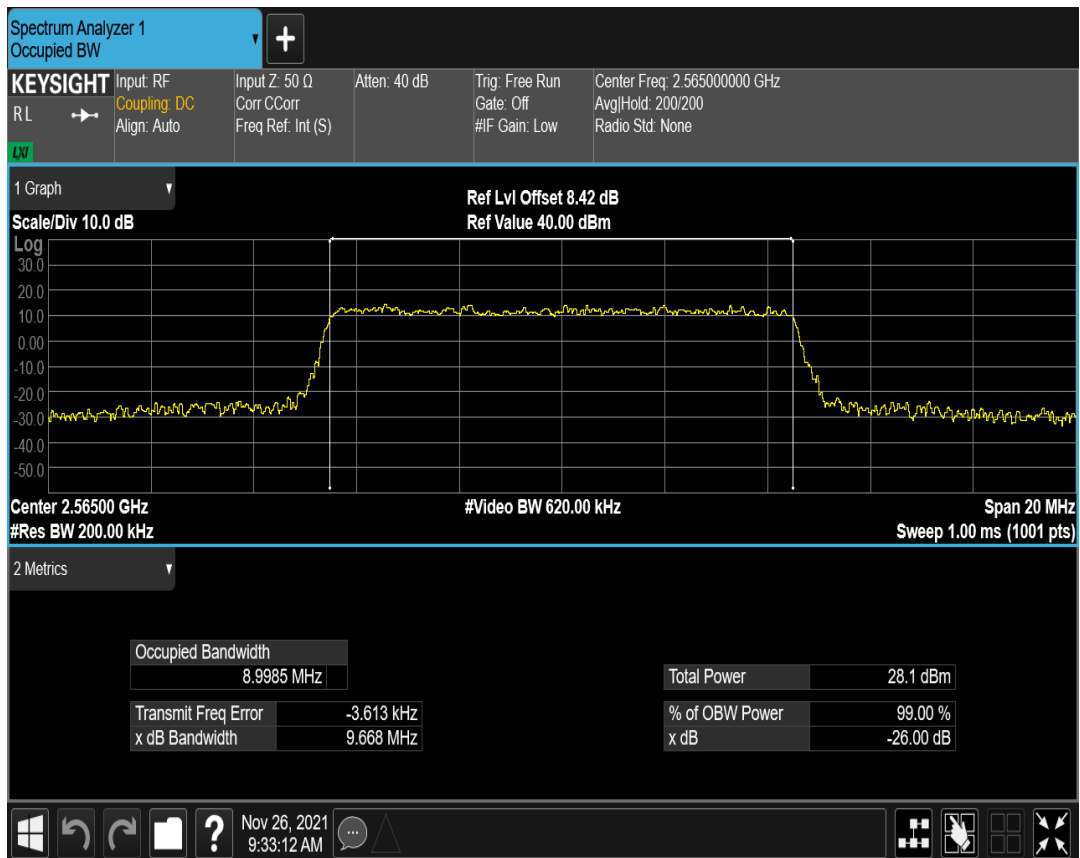 Spectrum Analyzer 1
Occupied BW
+
KEYSIGHT
R L
LXI
Input: RF
Coupling: DC
Align: Auto
Input Z: 50 Ω
Corr CCorr
Freq Ref: Int (S)
Atten: 40 dB
Trig: Free Run
Gate: Off
#IF Gain: Low
Center Freq: 2.565000000 GHz
Avg|Hold: 200/200
Radio Std: None
1 Graph
Scale/Div 10.0 dB
Ref Lvl Offset 8.42 dB
Ref Value 40.00 dBm
Log
30.0
20.0
10.0
0.00
-10.0
-20.0
-30.0
-40.0
-50.0
Center 2.56500 GHz
#Video BW 620.00 kHz
Span 20 MHz
#Res BW 200.00 kHz
Sweep 1.00 ms (1001 pts)
2 Metrics
Occupied Bandwidth
8.9985 MHz
Total Power 28.1 dBm
Transmit Freq Error -3.613 kHz
% of OBW Power 99.00 %
x dB Bandwidth 9.668 MHz
x dB -26.00 dB
?
Nov 26, 2021
9:33:12 AM